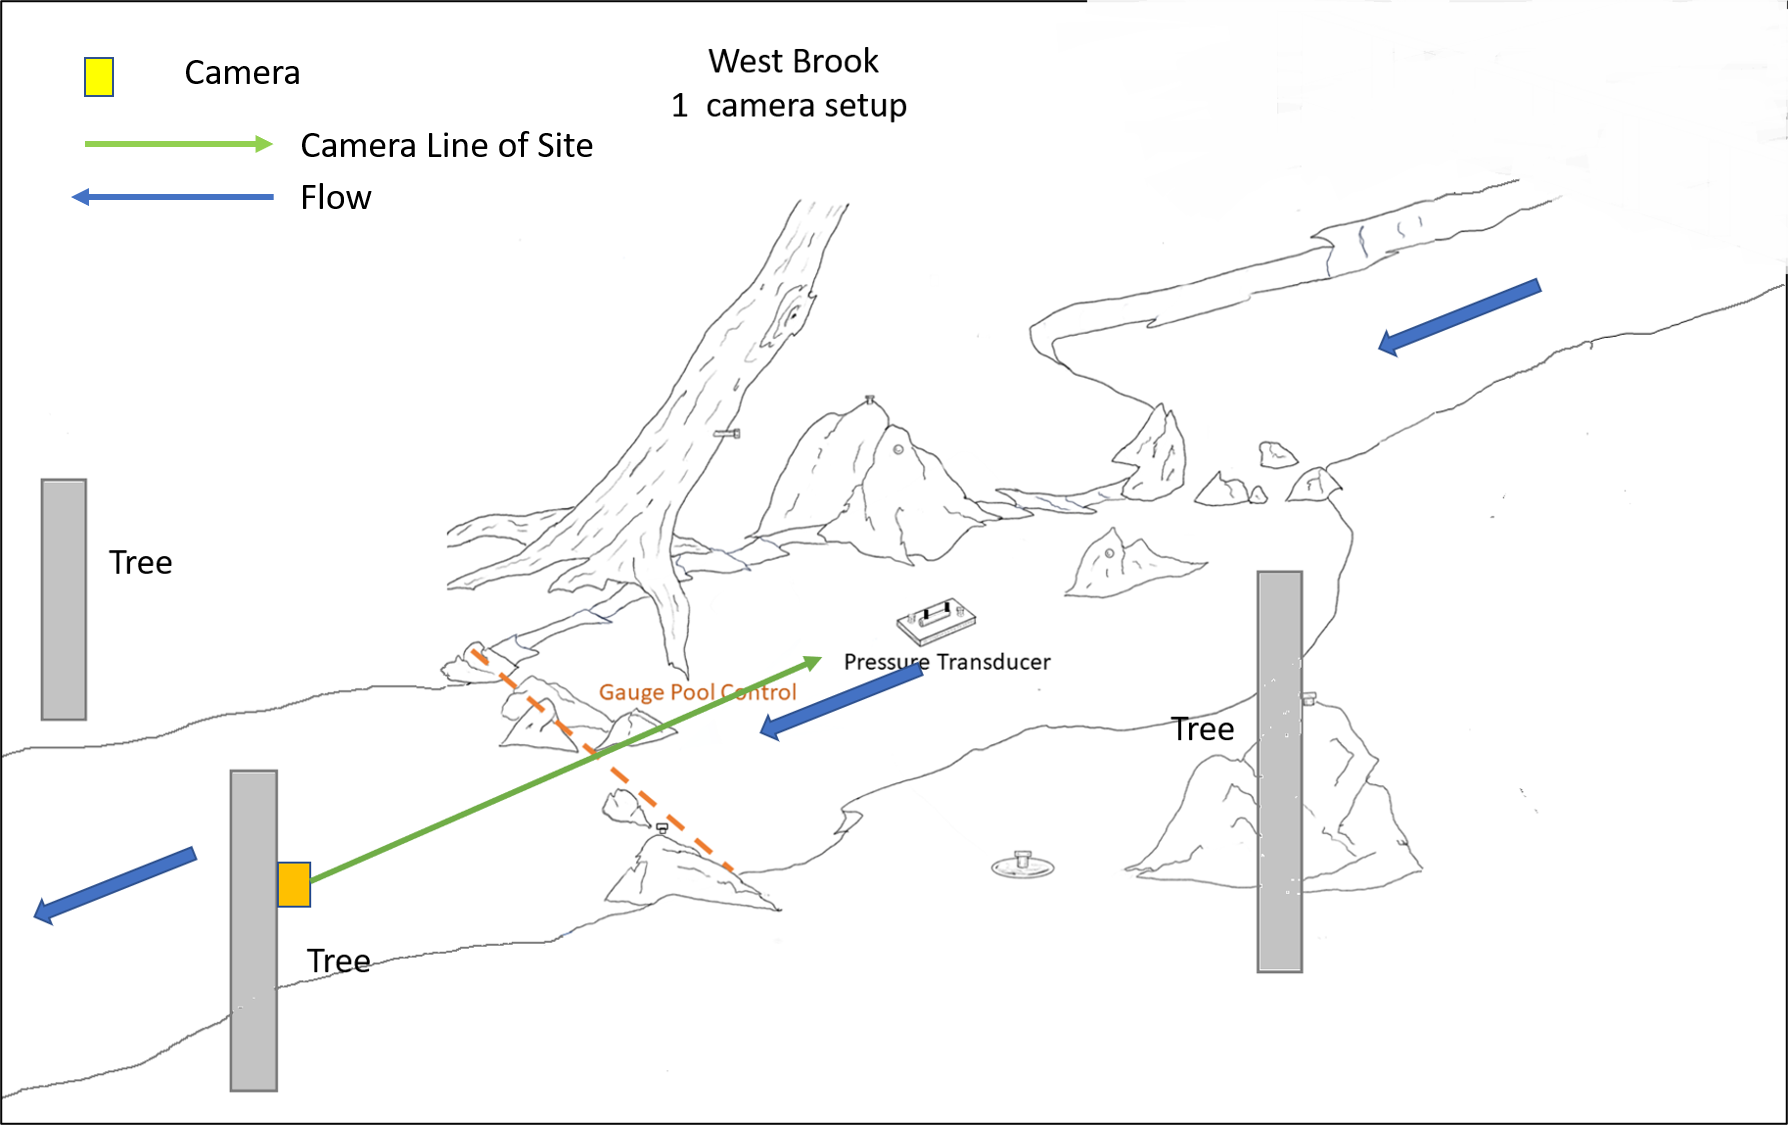 West Brook
1 camera setup
Camera
Camera Line of Site
Flow
Tree
Pressure Transducer
Gauge Pool Control
Tree
Tree